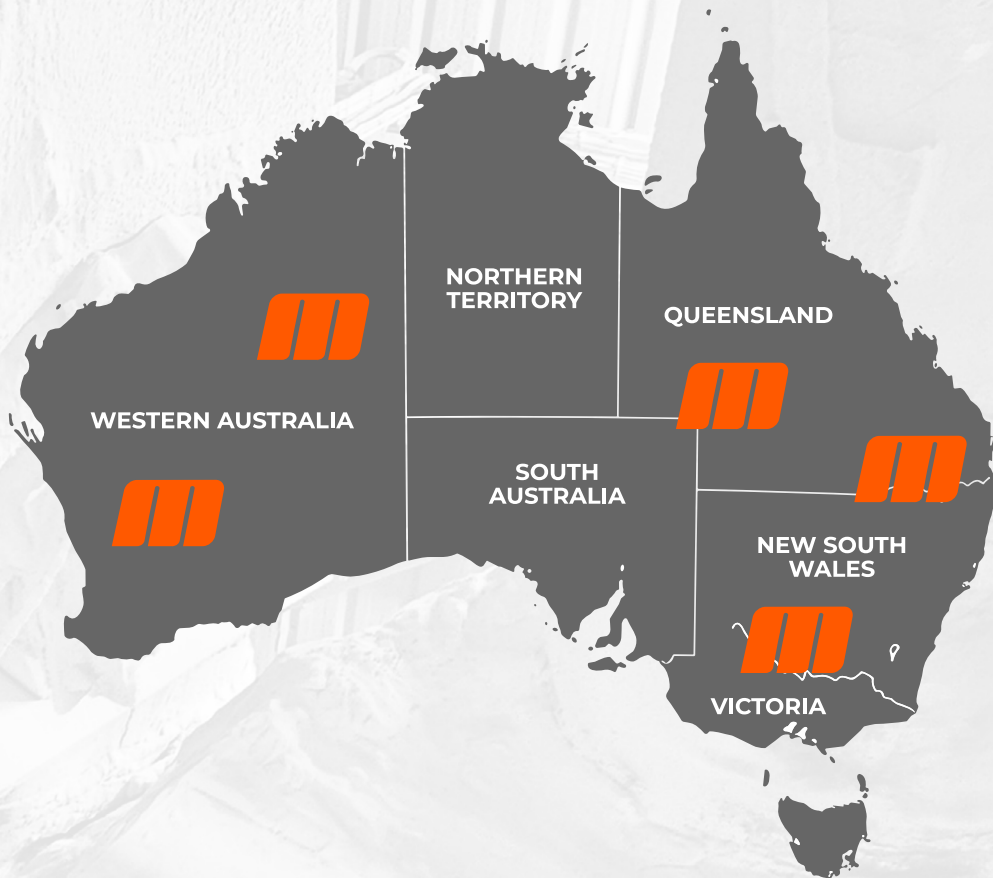 NORTHERN
TERRITORY
QUEENSLAND
WESTERN AUSTRALIA
SOUTH
AUSTRALIA
NEW SOUTH
WALES
VICTORIA